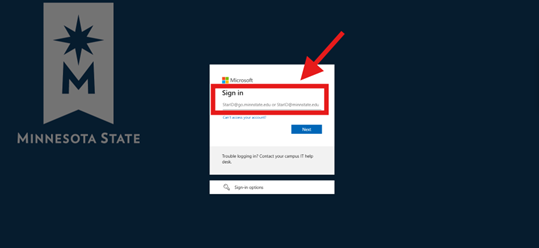 MINNESOTA STATE
Microsoft
Sign in
StarID@go.minnstate.edu or StarID@minnstate.edu
Can't access your account?
Next
Trouble logging in? Contact your campus IT help
desk.
Sign-in options